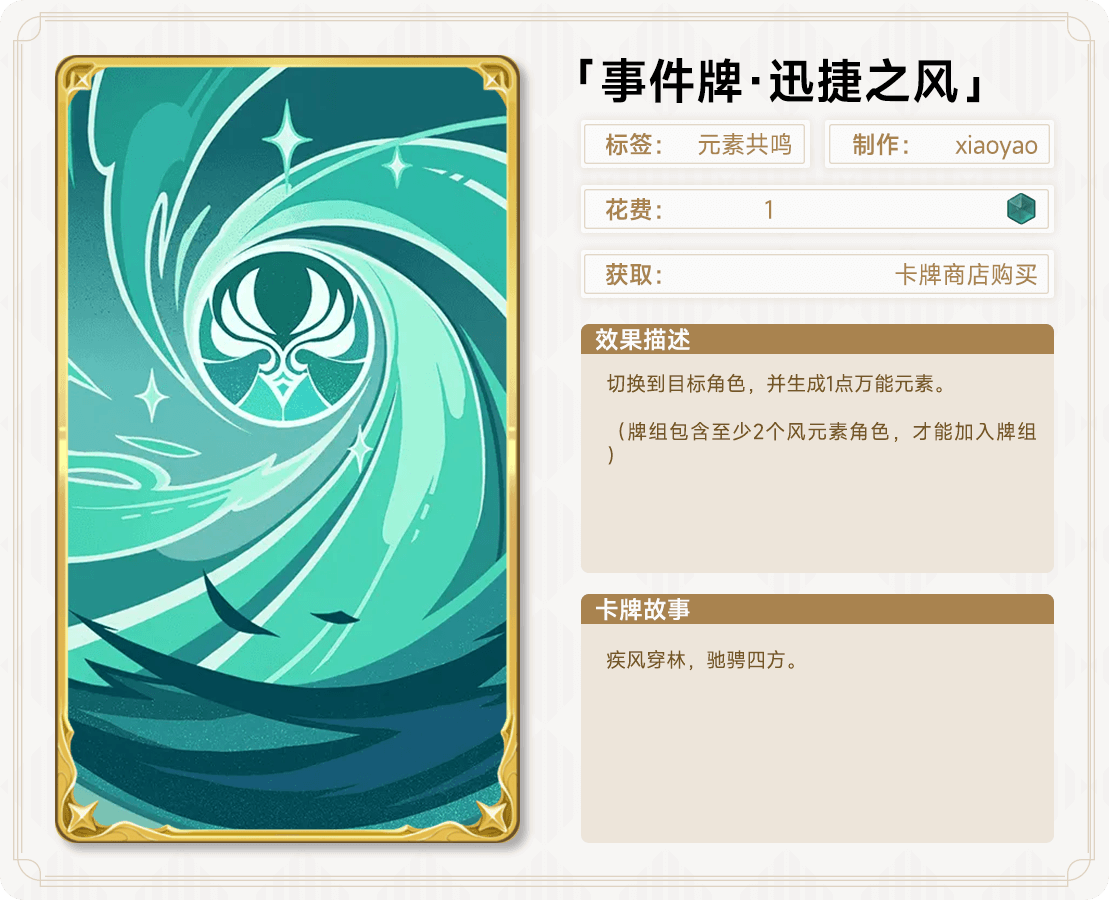 「事件牌·迅捷之风」
标签： 元素共鸣 制作： xiaoyao
花费： 1
获取： 卡牌商店购买
效果描述
切换到目标角色，并生成1点万能元素。
（牌组包含至少2个风元素角色，才能加入牌组
）
卡牌故事
疾风穿林，驰骋四方。